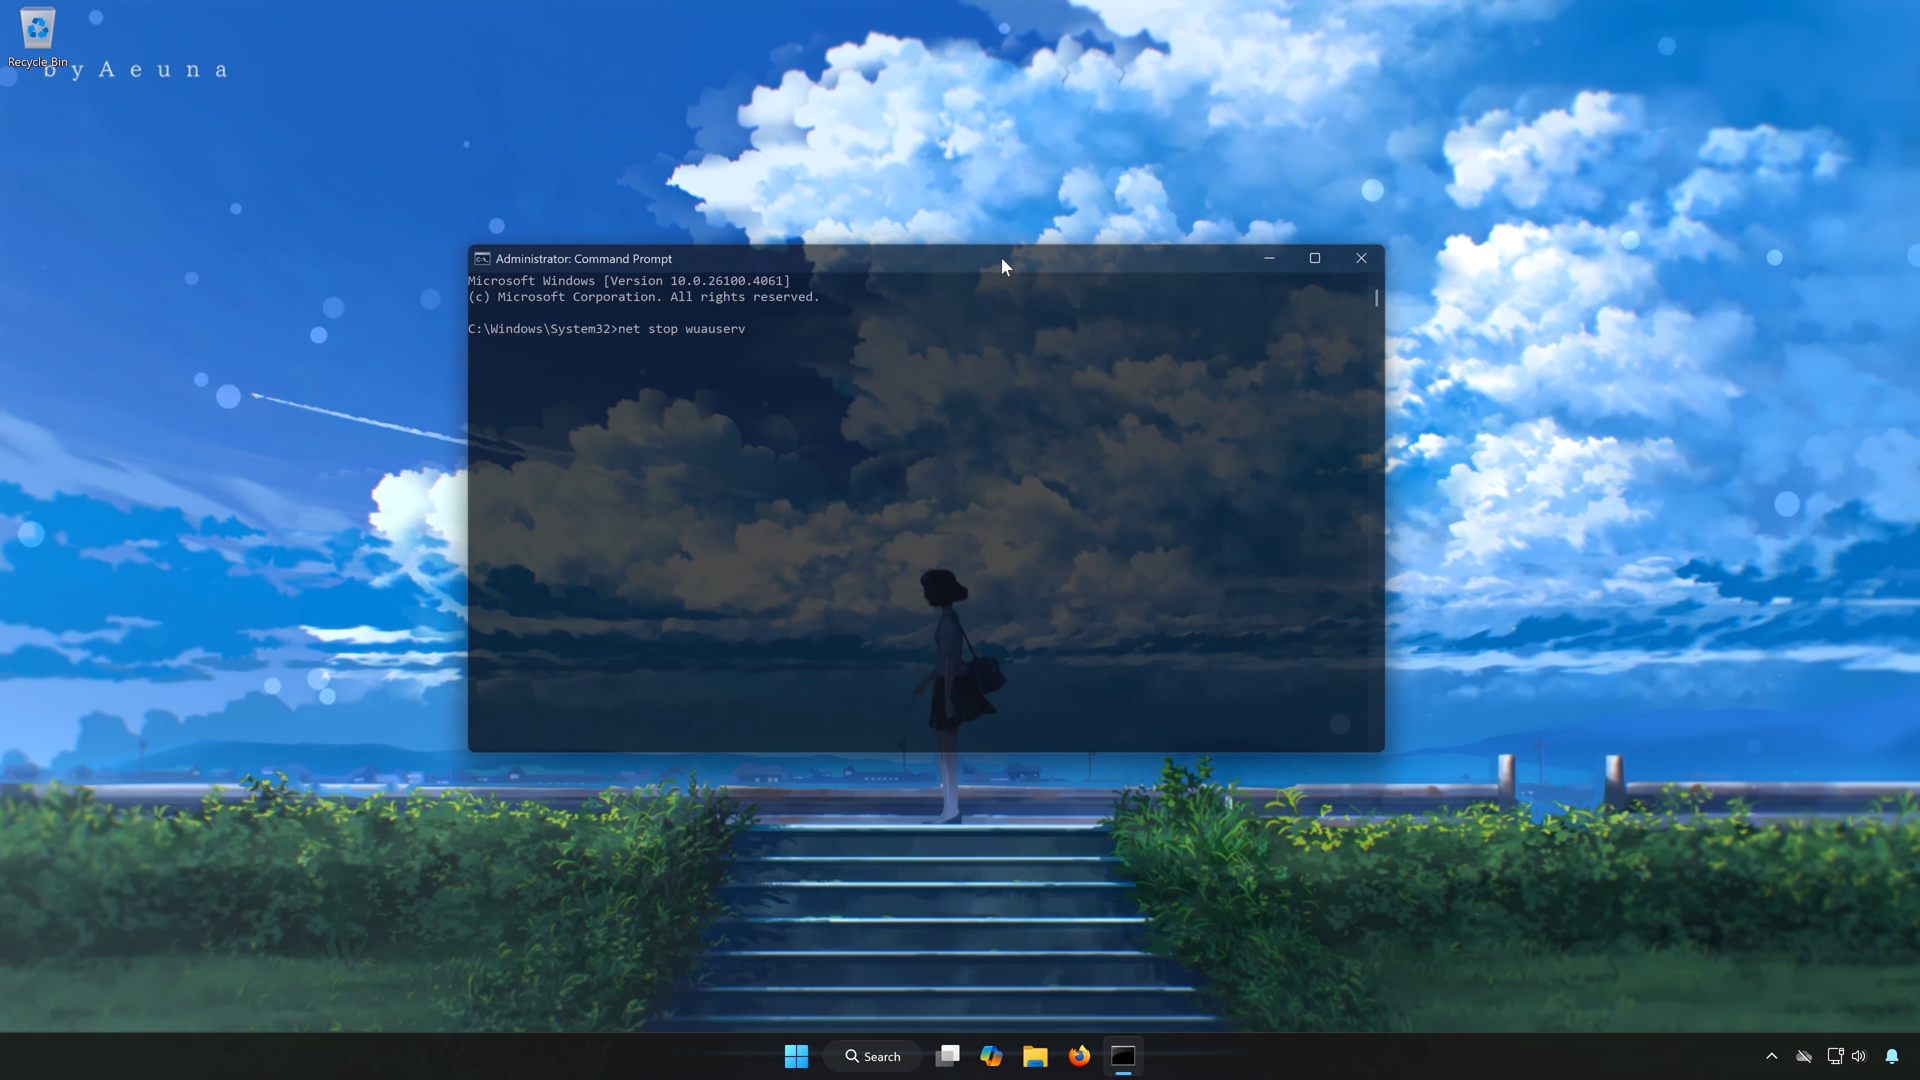 Recycle Bin
by Aeuna
Administrator: Command Prompt
Microsoft Windows [Version 10.0.26100.4061]
(c) Microsoft Corporation. All rights reserved.
C:\Windows\System32>net stop wuauserv
Search